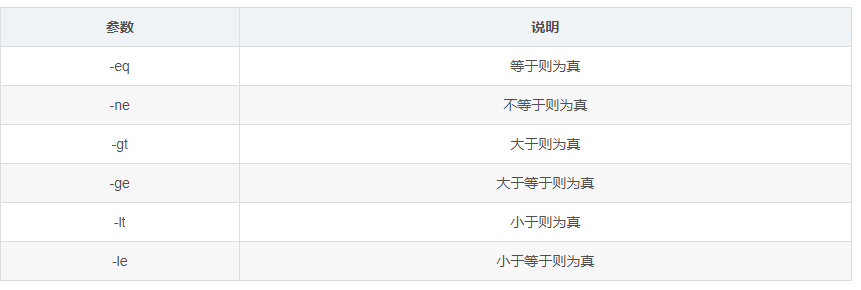 参数 说明
-eq 等于则为真
-ne 不等于则为真
-gt 大于则为真
-ge 大于等于则为真
-lt 小于则为真
-le 小于等于则为真